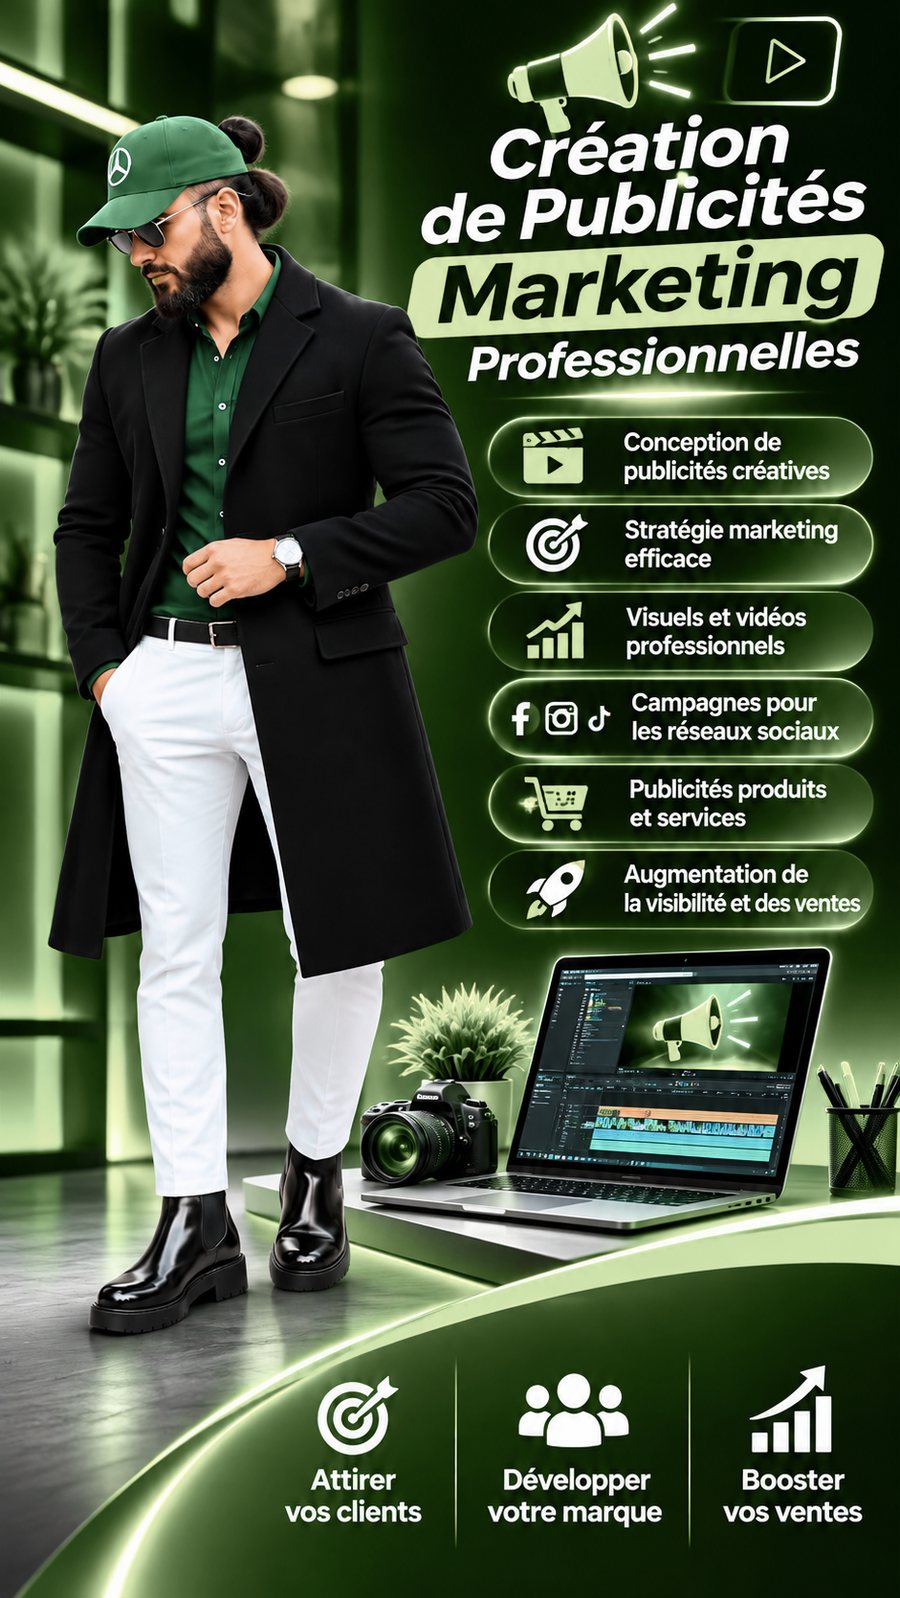 Création
de Publicités
Marketing
Professionnelles
Conception de
publicités créatives
Stratégie marketing
efficace
Visuels et vidéos
professionnels
Campagnes pour
les réseaux sociaux
Publicités produits
et services
Augmentation de
la visibilité et des ventes
Attirer
vos clients
Développer
votre marque
Booster
vos ventes